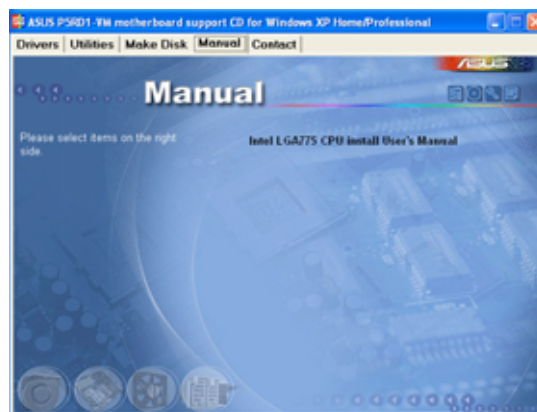 ASUS P5RD1-VM motherboard support CD for Windows XP Home/Professional
Drivers Utilities Make Disk Manual Contact
ASUS
Manual
Please select items on the right
side.
Intel LGA775 CPU install User's Manual